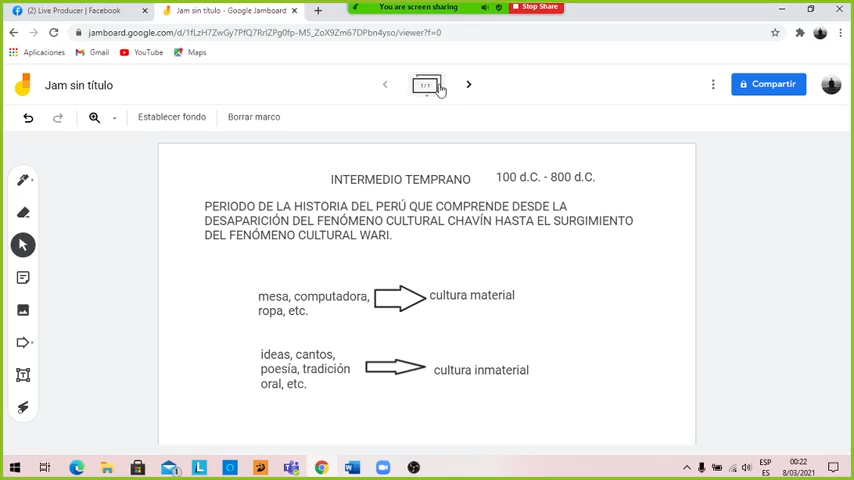 (2) Live Producer | Facebook
Jam sin título - Google Jamboard
You are screen sharing
Stop Share
jamboard.google.com/d/1fLzH7ZwGy7PfQ7RrlZPg0fp-M5_ZoX9Zm67DPbn4yso/viewer?f=0
Aplicaciones
Gmail
YouTube
Maps
Jam sin título
1/1
Compartir
Establecer fondo
Borrar marco
INTERMEDIO TEMPRANO 100 d.C. - 800 d.C.
PERIODO DE LA HISTORIA DEL PERÚ QUE COMPRENDE DESDE LA
DESAPARICIÓN DEL FENÓMENO CULTURAL CHAVÍN HASTA EL SURGIMIENTO
DEL FENÓMENO CULTURAL WARI.
mesa, computadora,
ropa, etc.
cultura material
ideas, cantos,
poesía, tradición
oral, etc.
cultura inmaterial
ESP
ES
00:22
8/03/2021